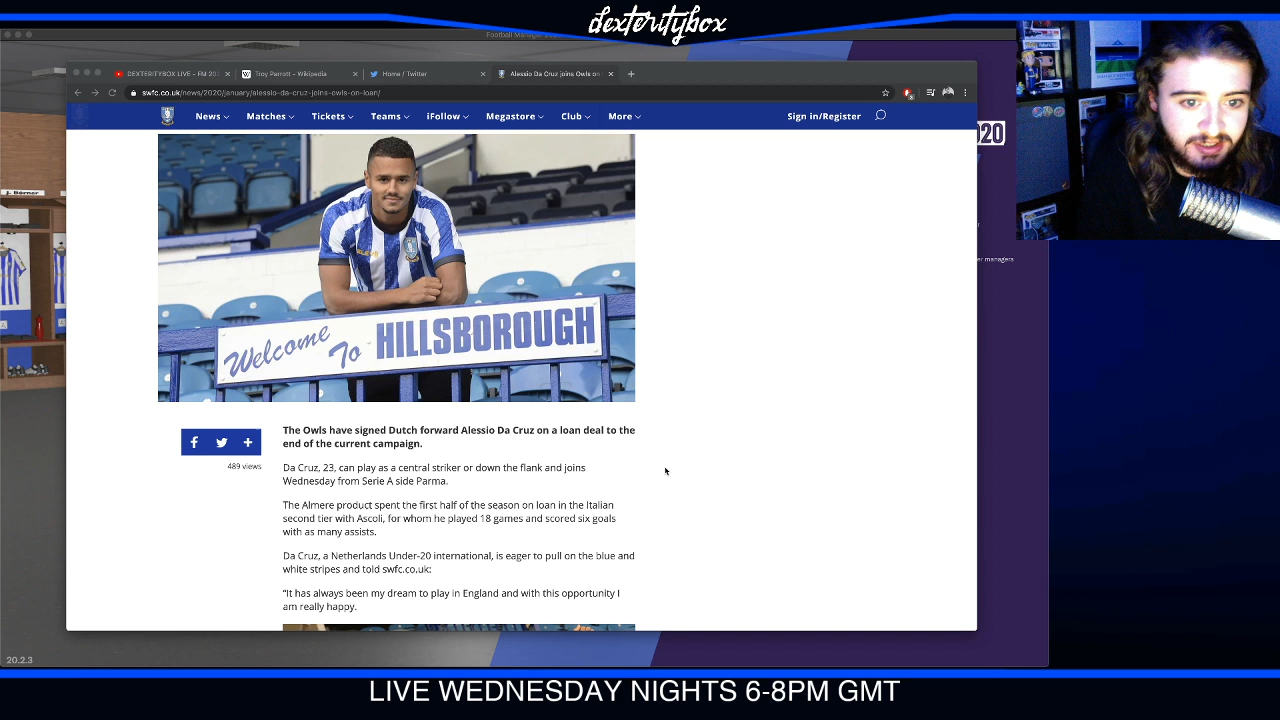 dexteritybox
Football Manager
DEXTERITYBOX LIVE - FM 20
Troy Parrott - Wikipedia
Home / Twitter
Alessio Da Cruz joins Owls on
swfc.co.uk/news/2020/january/alessio-da-cruz-joins-owls-on-loan/
News
Matches
Tickets
Teams
iFollow
Megastore
Club
More
Sign in/Register
20
J. Börner
er managers
Welcome To HILLSBOROUGH
The Owls have signed Dutch forward Alessio Da Cruz on a loan deal to the
end of the current campaign.
489 views
Da Cruz, 23, can play as a central striker or down the flank and joins
Wednesday from Serie A side Parma.
The Almere product spent the first half of the season on loan in the Italian
second tier with Ascoli, for whom he played 18 games and scored six goals
with as many assists.
Da Cruz, a Netherlands Under-20 international, is eager to pull on the blue and
white stripes and told swfc.co.uk:
“It has always been my dream to play in England and with this opportunity I
am really happy.
20.2.3
LIVE WEDNESDAY NIGHTS 6-8PM GMT